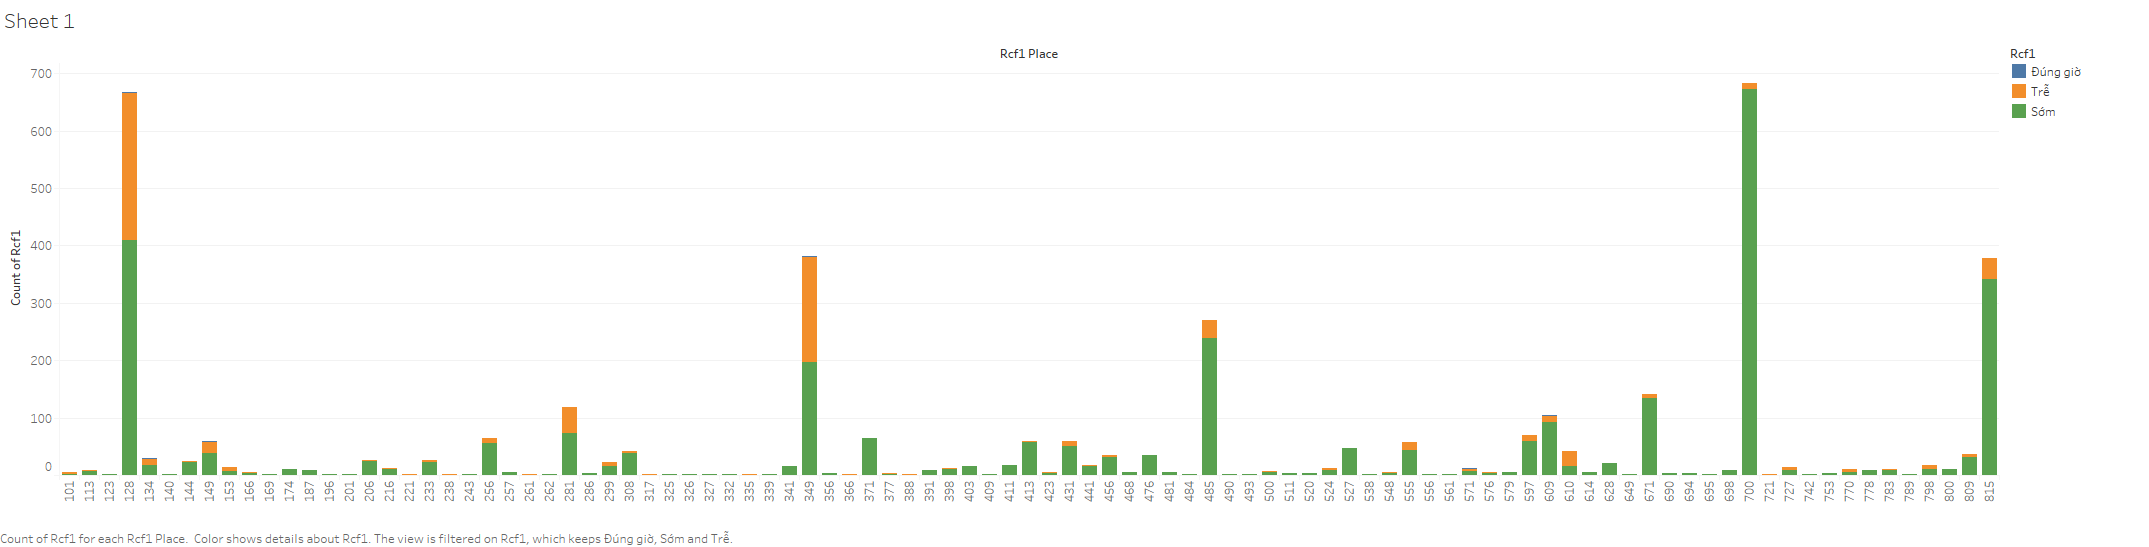 Sheet 1
Rcf1 Place
Rcf1
Đúng giờ
Trễ
Sớm
Count of Rcf1
700
600
500
400
300
200
100
0
101 113 123 128 134 140 144 149 153 166 169 174 187 196 201 206 216 221 233 238 243 256 257 261 262 281 286 299 308 317 325 326 327 332 335 339 341 349 356 366 371 377 388 391 398 403 409 411 413 423 431 441 456 468 476 481 484 485 490 493 500 511 520 524 527 538 548 555 556 561 571 576 579 597 609 610 614 628 649 671 690 694 695 698 700 721 727 742 753 770 778 783 789 798 800 809 815
Count of Rcf1 for each Rcf1 Place. Color shows details about Rcf1. The view is filtered on Rcf1, which keeps Đúng giờ, Sớm and Trễ.